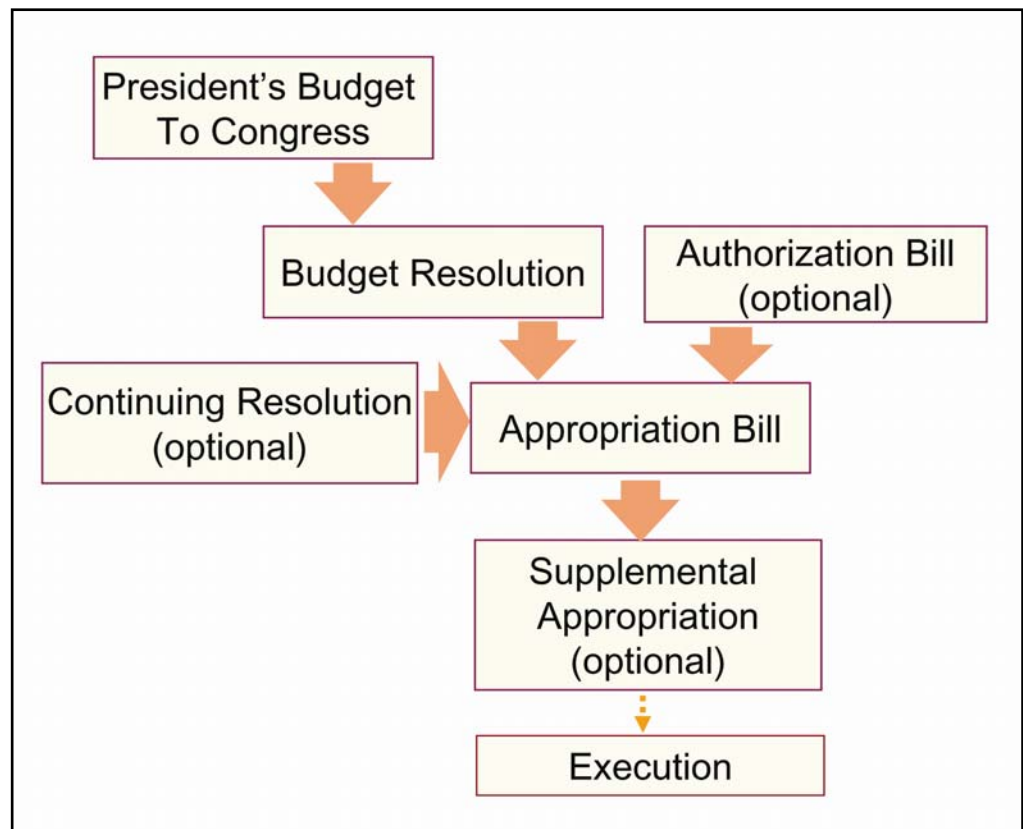 President’s Budget
To Congress
Budget Resolution
Authorization Bill
(optional)
Continuing Resolution
(optional)
Appropriation Bill
Supplemental
Appropriation
(optional)
Execution